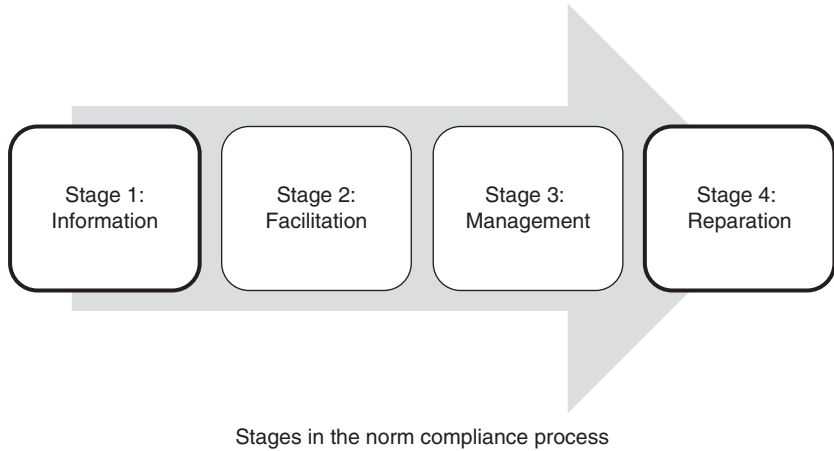 Stage 1:
Information
Stage 2:
Facilitation
Stage 3:
Management
Stage 4:
Reparation
Stages in the norm compliance process